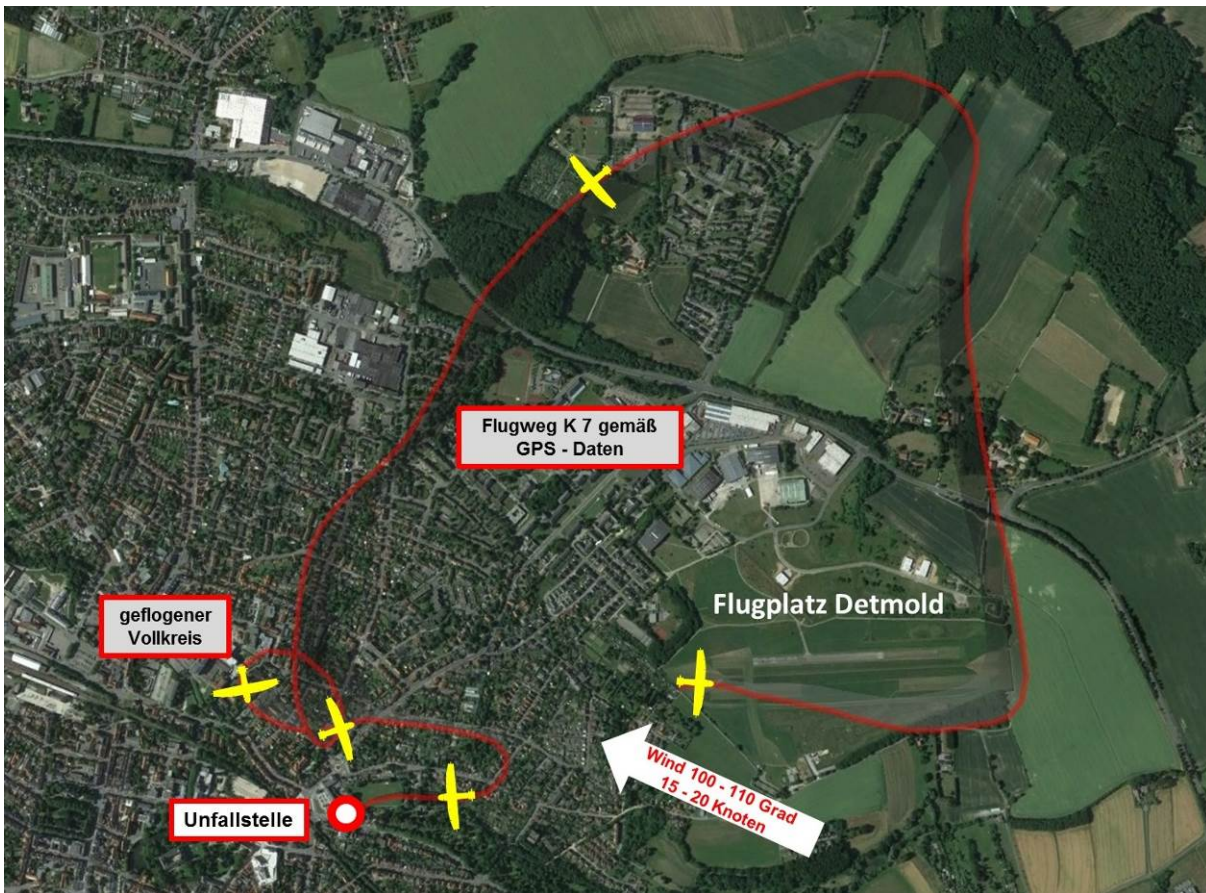 Flugweg K 7 gemäß
GPS - Daten
Flugplatz Detmold
geflogener
Vollkreis
Wind 100 - 110 Grad
15 - 20 Knoten
Unfallstelle